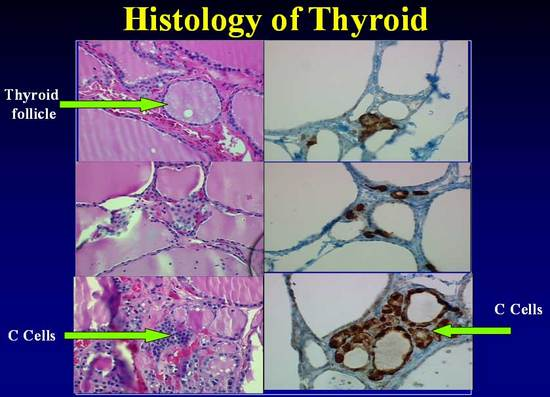 Histology of Thyroid
Thyroid
follicle
C Cells
C Cells